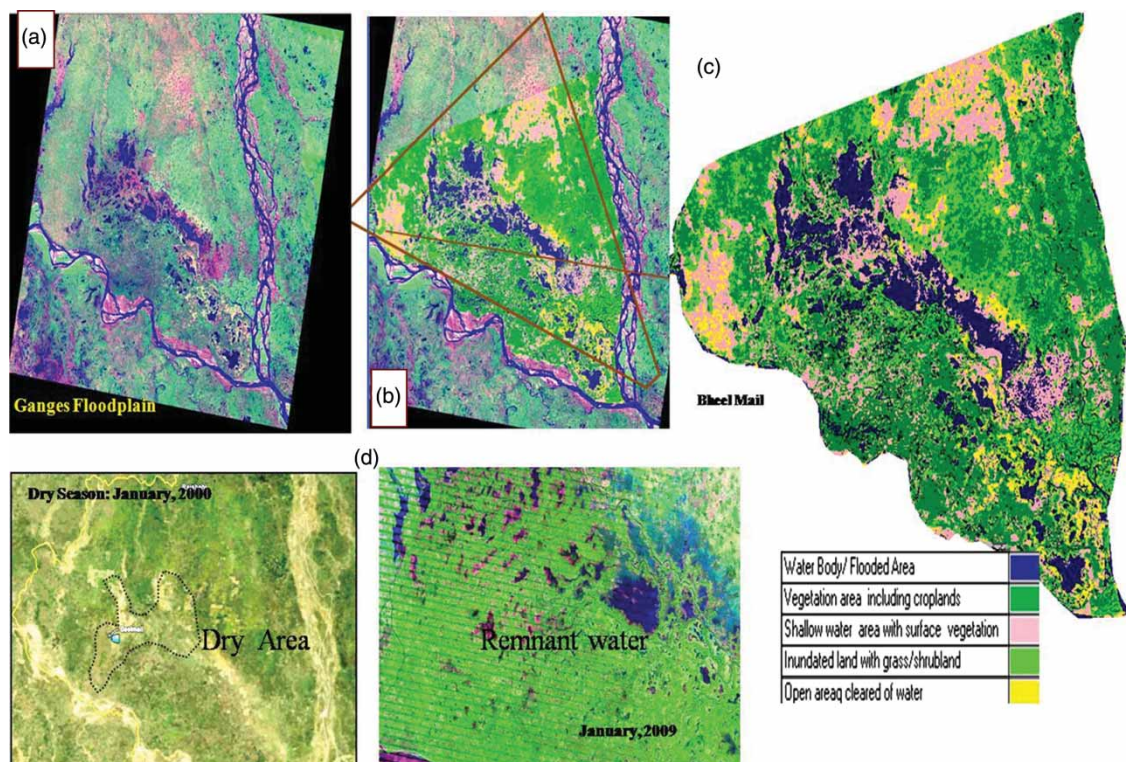 (a)
(b)
(c)
Ganges Floodplain
Bheel Mail
(d)
Dry Season: January, 2000
Dry Area
Remnant water
January, 2009
Water Body/ Flooded Area
Vegetation area including croplands
Shallow water area with surface vegetation
Inundated land with grass/shrubland
Open areaq cleared of water